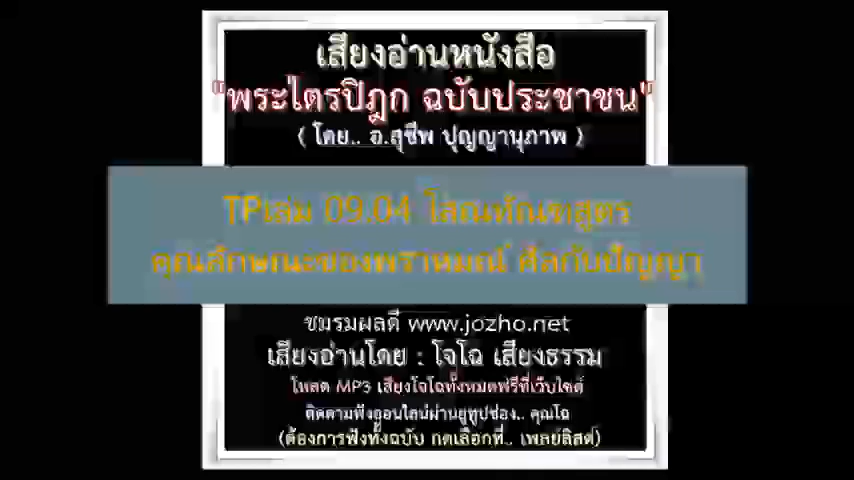 เสียงอ่านหนังสือ
"พระไตรปิฎก ฉบับประชาชน"
( โดย.. อ.สุชีพ ปุญญานุภาพ )
TPเล่ม 09.04 โสณทัณฑสูตร
คุณลักษณะของพราหมณ์ ศีลกับปัญญา
ชมรมผลดี www.jozho.net
เสียงอ่านโดย : โจโฉ เสียงธรรม
โหลด MP3 เสียงโจโฉทั้งหมดฟรีที่เว็บไซต์
ติดตามฟังออนไลน์ผ่านยูทูปช่อง.. คุณโฉ
(ต้องการฟังทั้งฉบับ กดเลือกที่.. เพลย์ลิสต์)